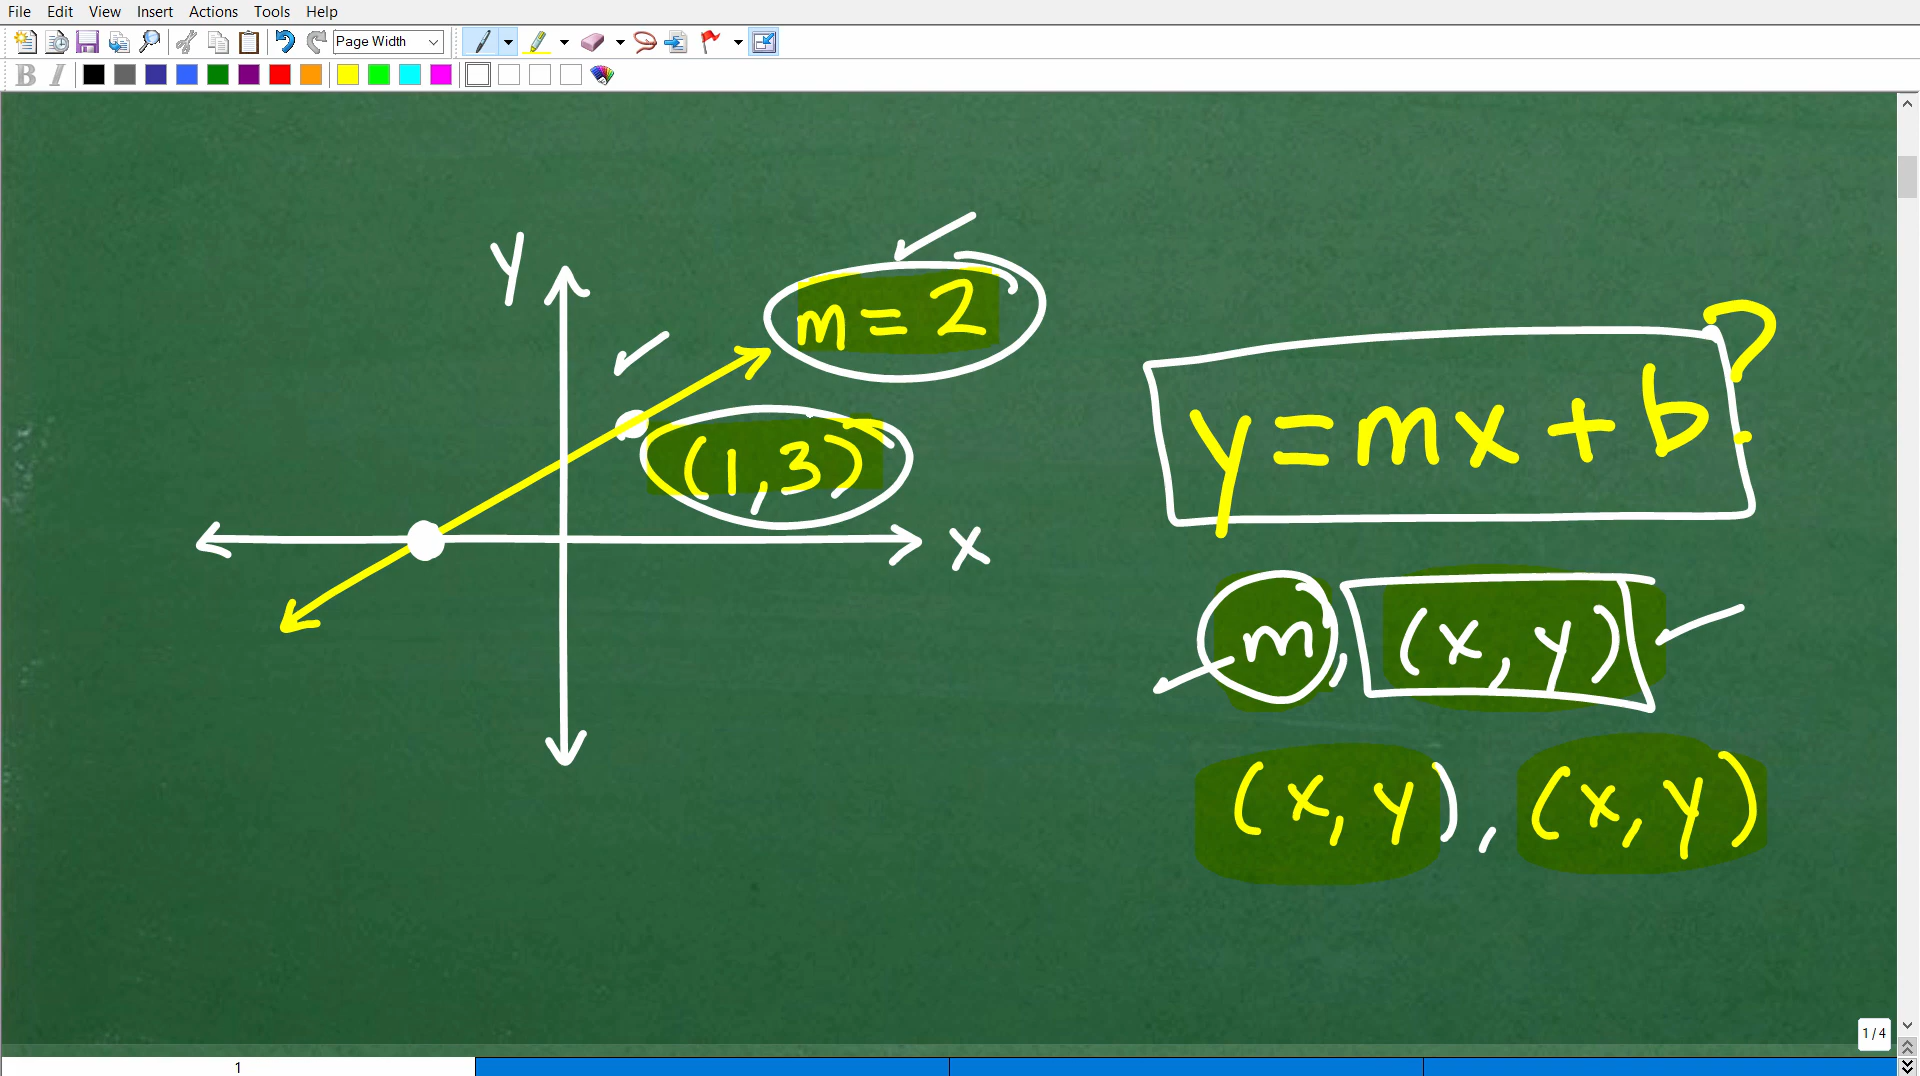 File Edit View Insert Actions Tools Help
Page Width
B I
y
m = 2
(1,3)
x
y = mx + b ?
m, (x, y)
(x, y), (x, y)
1 / 4
1